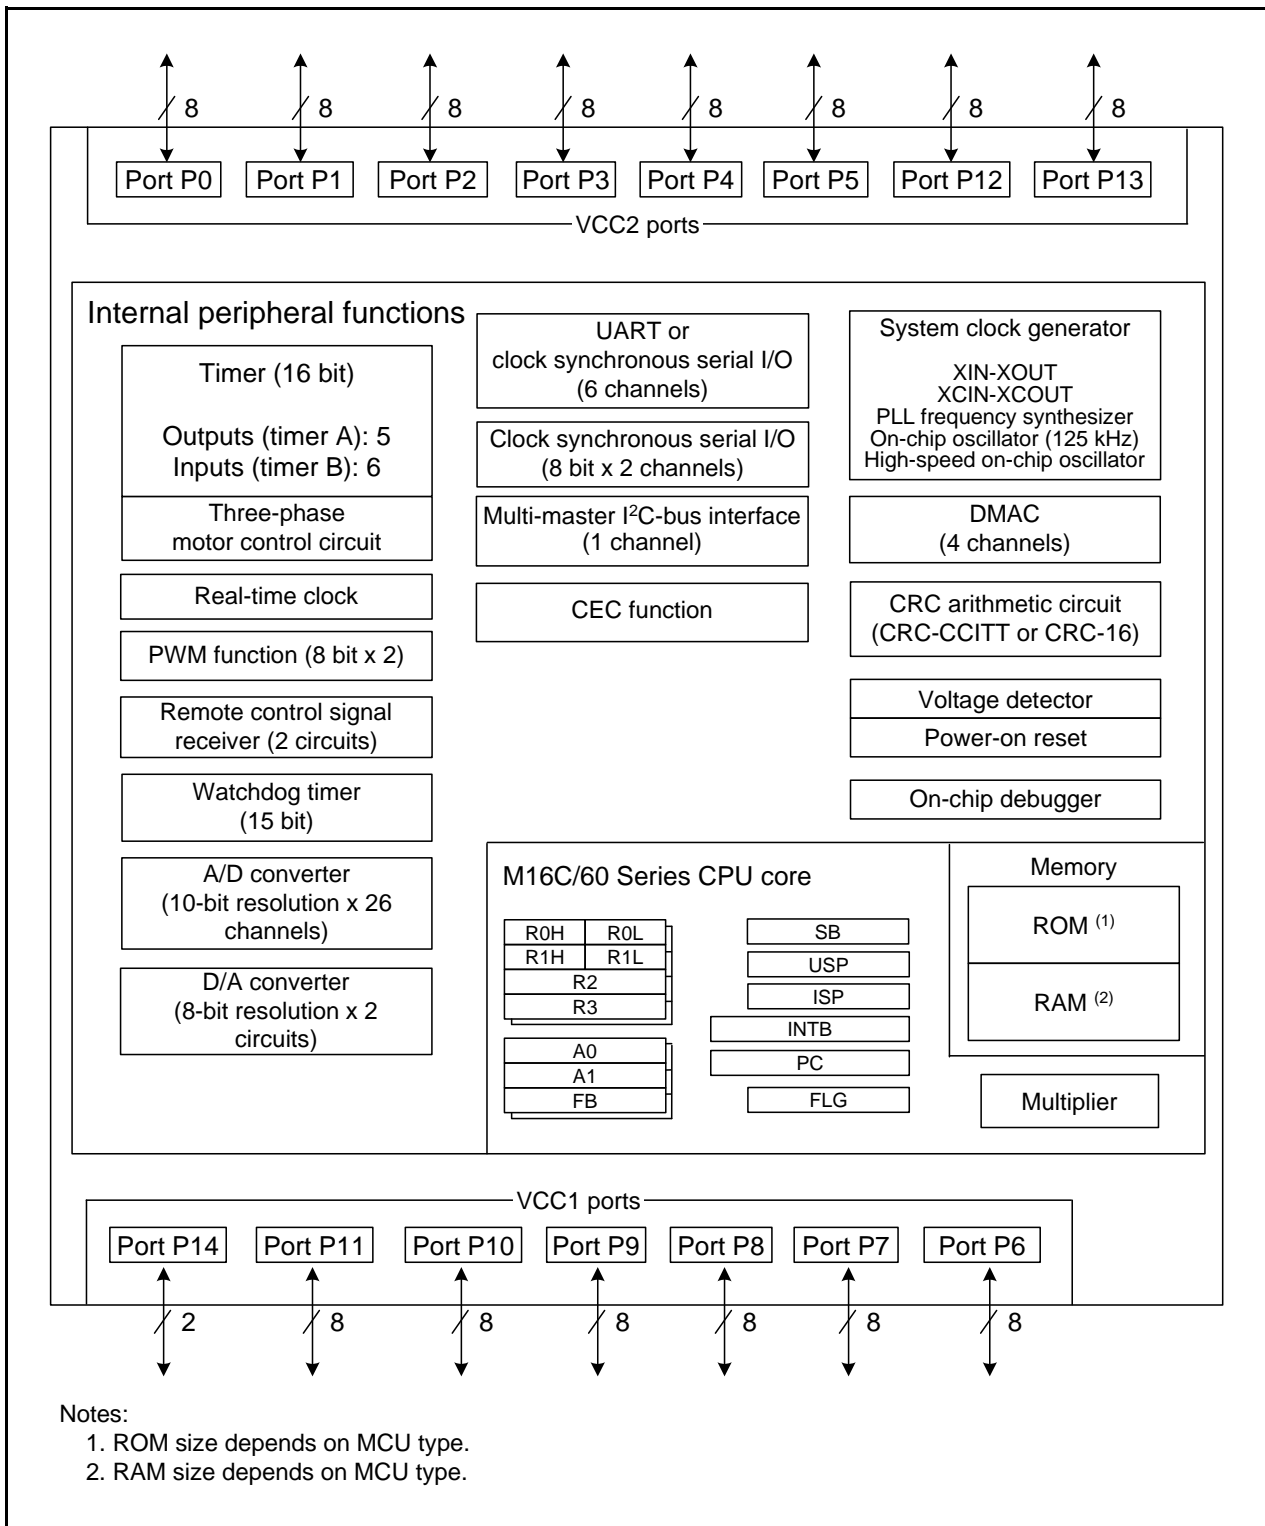 8 8 8 8 8 8 8 8
Port P0 Port P1 Port P2 Port P3 Port P4 Port P5 Port P12 Port P13
VCC2 ports
Internal peripheral functions
Timer (16 bit)
Outputs (timer A): 5
Inputs (timer B): 6
Three-phase
motor control circuit
Real-time clock
PWM function (8 bit x 2)
Remote control signal
receiver (2 circuits)
Watchdog timer
(15 bit)
A/D converter
(10-bit resolution x 26
channels)
D/A converter
(8-bit resolution x 2
circuits)
UART or
clock synchronous serial I/O
(6 channels)
Clock synchronous serial I/O
(8 bit x 2 channels)
Multi-master I²C-bus interface
(1 channel)
CEC function
System clock generator
XIN-XOUT
XCIN-XCOUT
PLL frequency synthesizer
On-chip oscillator (125 kHz)
High-speed on-chip oscillator
DMAC
(4 channels)
CRC arithmetic circuit
(CRC-CCITT or CRC-16)
Voltage detector
Power-on reset
On-chip debugger
M16C/60 Series CPU core
R0H R0L
R1H R1L
R2
R3
A0
A1
FB
SB
USP
ISP
INTB
PC
FLG
Memory
ROM (1)
RAM (2)
Multiplier
VCC1 ports
Port P14 Port P11 Port P10 Port P9 Port P8 Port P7 Port P6
2 8 8 8 8 8 8
Notes:
1. ROM size depends on MCU type.
2. RAM size depends on MCU type.